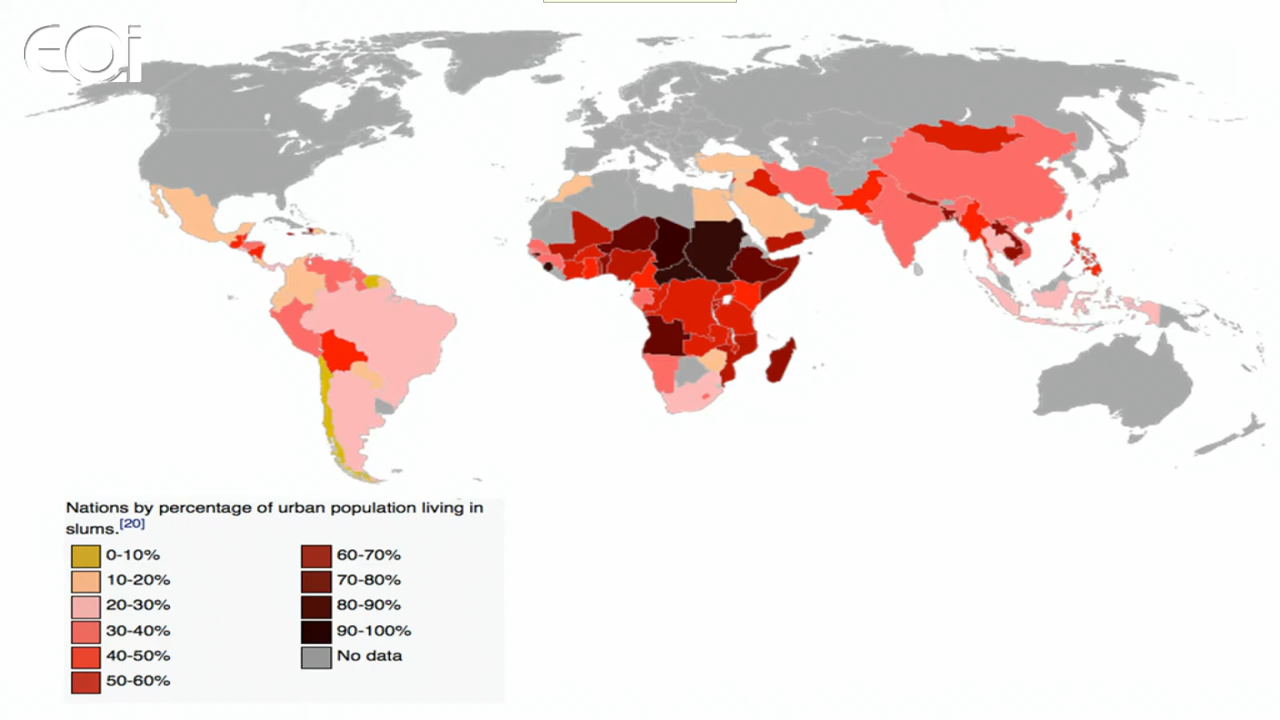 EOi
Nations by percentage of urban population living in
slums.[20]
0-10%
10-20%
20-30%
30-40%
40-50%
50-60%
60-70%
70-80%
80-90%
90-100%
No data